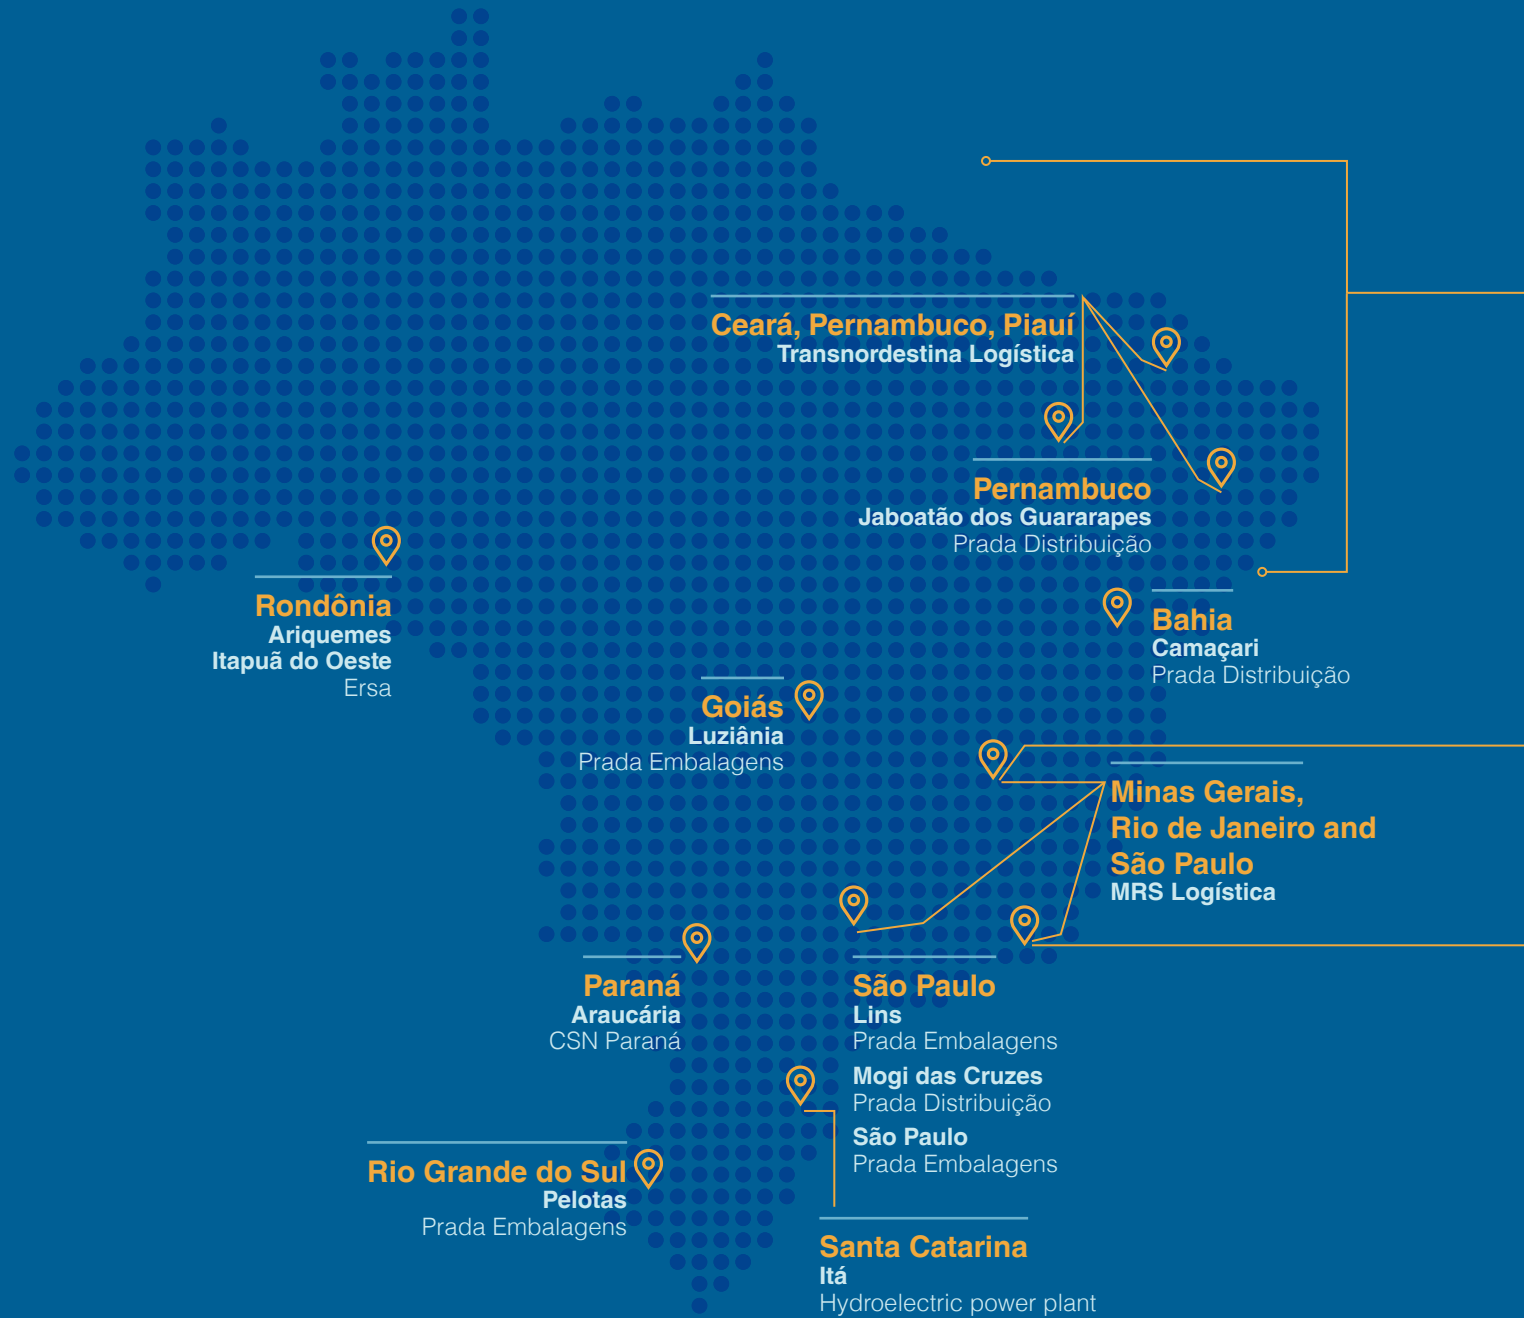 Ceará, Pernambuco, Piauí
Transnordestina Logística
Pernambuco
Jaboatão dos Guararapes
Prada Distribuição
Rondônia
Ariquemes
Itapuã do Oeste
Ersa
Bahia
Camaçari
Prada Distribuição
Goiás
Luziânia
Prada Embalagens
Minas Gerais,
Rio de Janeiro and
São Paulo
MRS Logística
Paraná
Araucária
CSN Paraná
São Paulo
Lins
Prada Embalagens
Mogi das Cruzes
Prada Distribuição
São Paulo
Prada Embalagens
Rio Grande do Sul
Pelotas
Prada Embalagens
Santa Catarina
Itá
Hydroelectric power plant